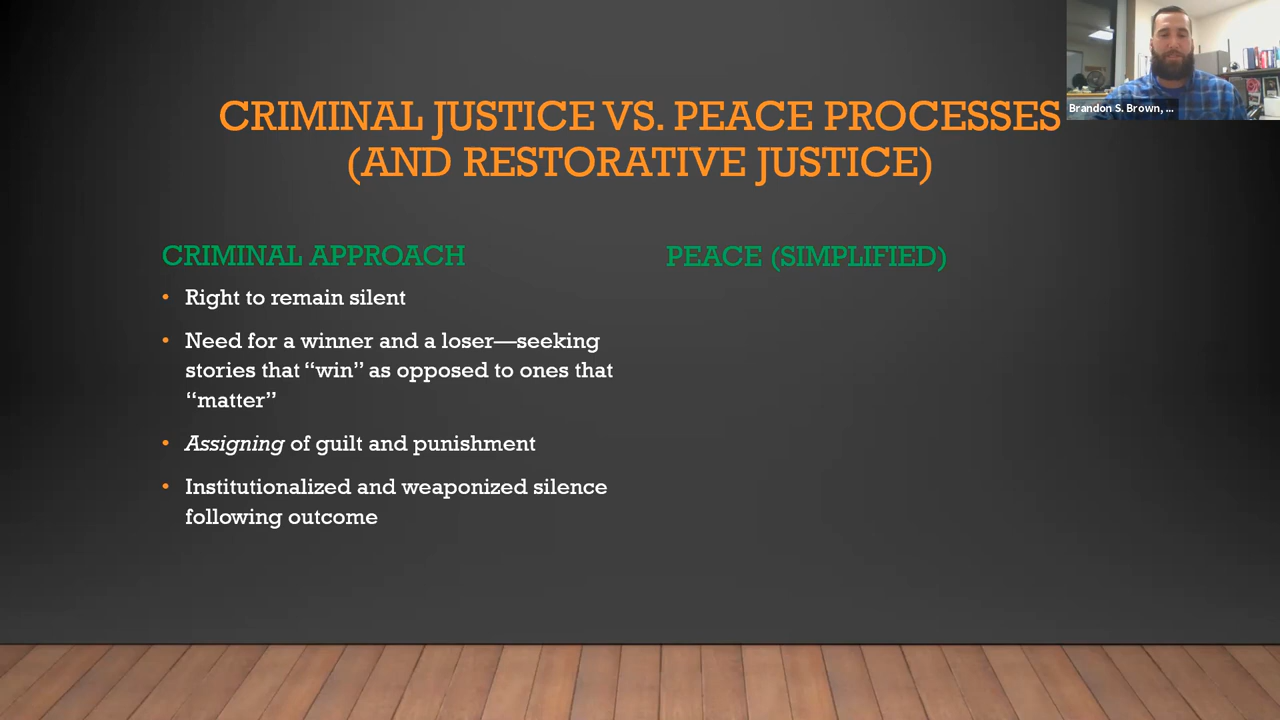 Brandon S. Brown, ...
CRIMINAL JUSTICE VS. PEACE PROCESSES
(AND RESTORATIVE JUSTICE)
CRIMINAL APPROACH
• Right to remain silent
• Need for a winner and a loser—seeking
stories that “win” as opposed to ones that
“matter”
• Assigning of guilt and punishment
• Institutionalized and weaponized silence
following outcome
PEACE (SIMPLIFIED)